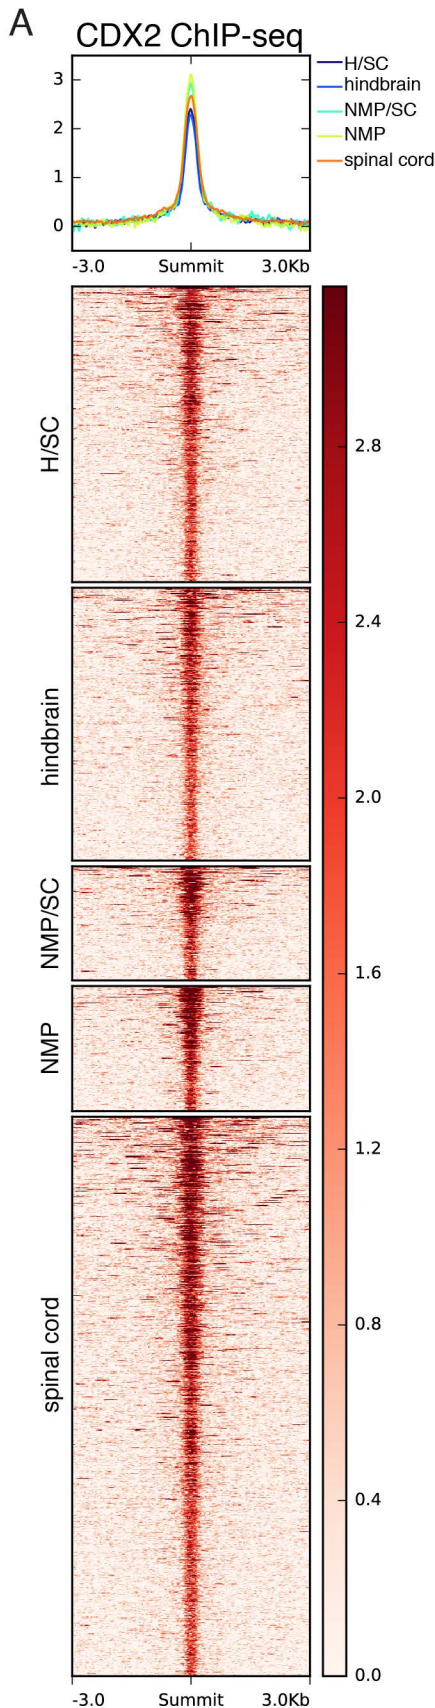 A
CDX2 ChIP-seq
3
2
1
0
H/SC
hindbrain
NMP/SC
NMP
spinal cord
-3.0 Summit 3.0Kb
H/SC
hindbrain
NMP/SC
NMP
spinal cord
2.8
2.4
2.0
1.6
1.2
0.8
0.4
0.0
-3.0 Summit 3.0Kb